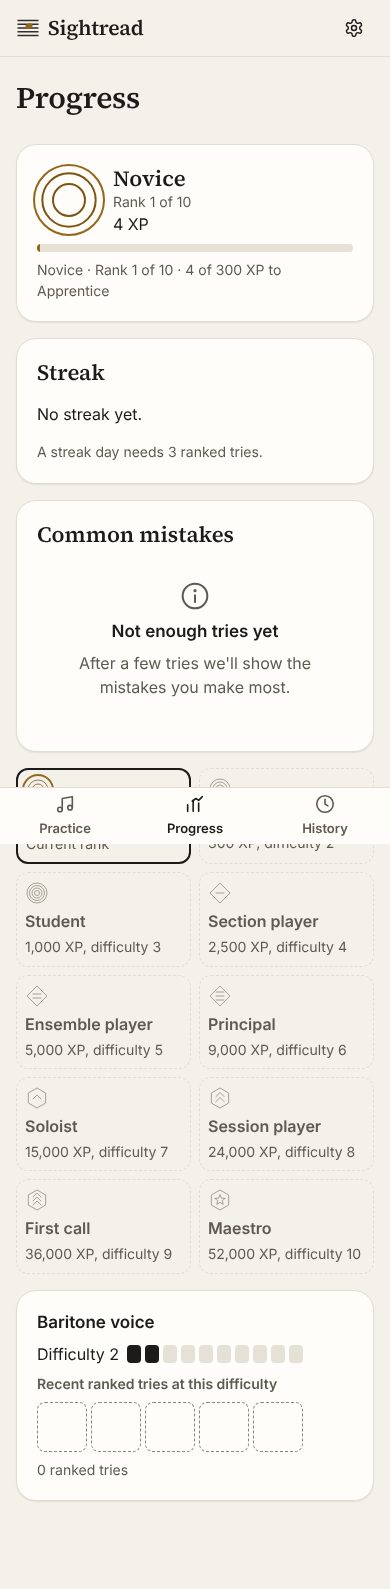 Sightread
Progress
Novice
Rank 1 of 10
4 XP
Novice · Rank 1 of 10 · 4 of 300 XP to
Apprentice
Streak
No streak yet.
A streak day needs 3 ranked tries.
Common mistakes
Not enough tries yet
After a few tries we'll show the
mistakes you make most.
Practice
Progress
History
Current rank
300 XP, difficulty 2
Student
1,000 XP, difficulty 3
Section player
2,500 XP, difficulty 4
Ensemble player
5,000 XP, difficulty 5
Principal
9,000 XP, difficulty 6
Soloist
15,000 XP, difficulty 7
Session player
24,000 XP, difficulty 8
First call
36,000 XP, difficulty 9
Maestro
52,000 XP, difficulty 10
Baritone voice
Difficulty 2
Recent ranked tries at this difficulty
0 ranked tries